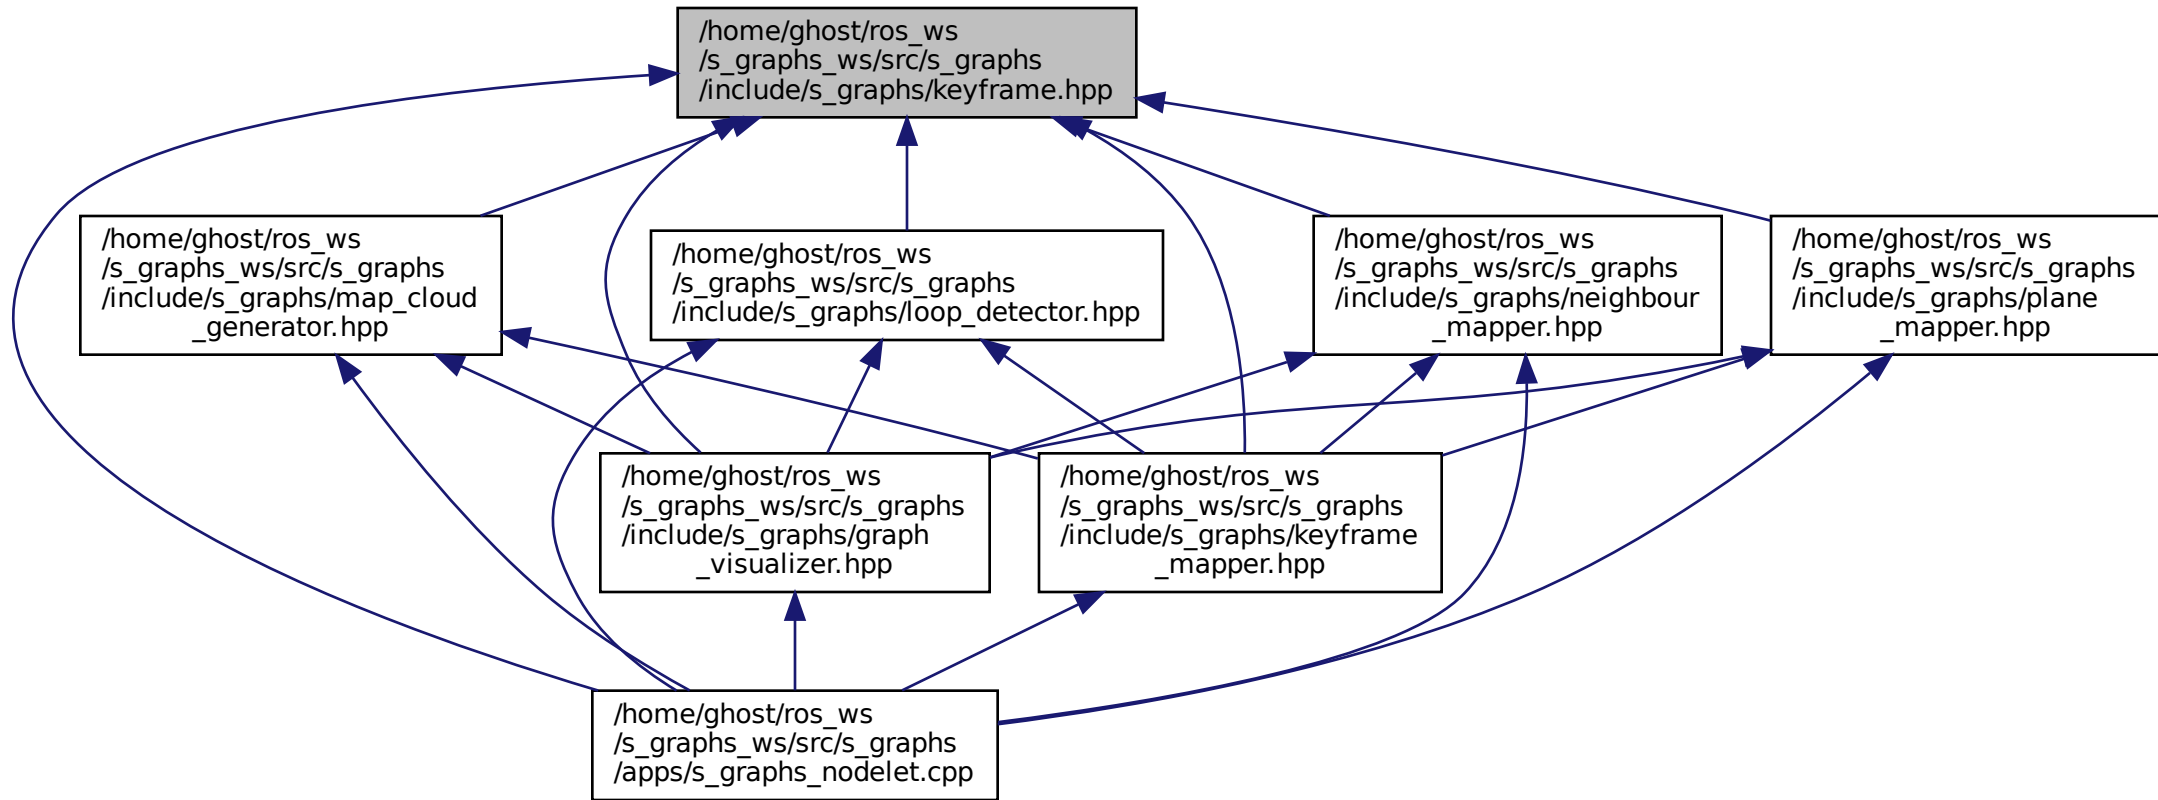 /home/ghost/ros_ws
/s_graphs_ws/src/s_graphs
/include/s_graphs/keyframe.hpp
/home/ghost/ros_ws
/s_graphs_ws/src/s_graphs
/include/s_graphs/map_cloud
_generator.hpp
/home/ghost/ros_ws
/s_graphs_ws/src/s_graphs
/include/s_graphs/loop_detector.hpp
/home/ghost/ros_ws
/s_graphs_ws/src/s_graphs
/include/s_graphs/neighbour
_mapper.hpp
/home/ghost/ros_ws
/s_graphs_ws/src/s_graphs
/include/s_graphs/plane
_mapper.hpp
/home/ghost/ros_ws
/s_graphs_ws/src/s_graphs
/include/s_graphs/graph
_visualizer.hpp
/home/ghost/ros_ws
/s_graphs_ws/src/s_graphs
/include/s_graphs/keyframe
_mapper.hpp
/home/ghost/ros_ws
/s_graphs_ws/src/s_graphs
/apps/s_graphs_nodelet.cpp